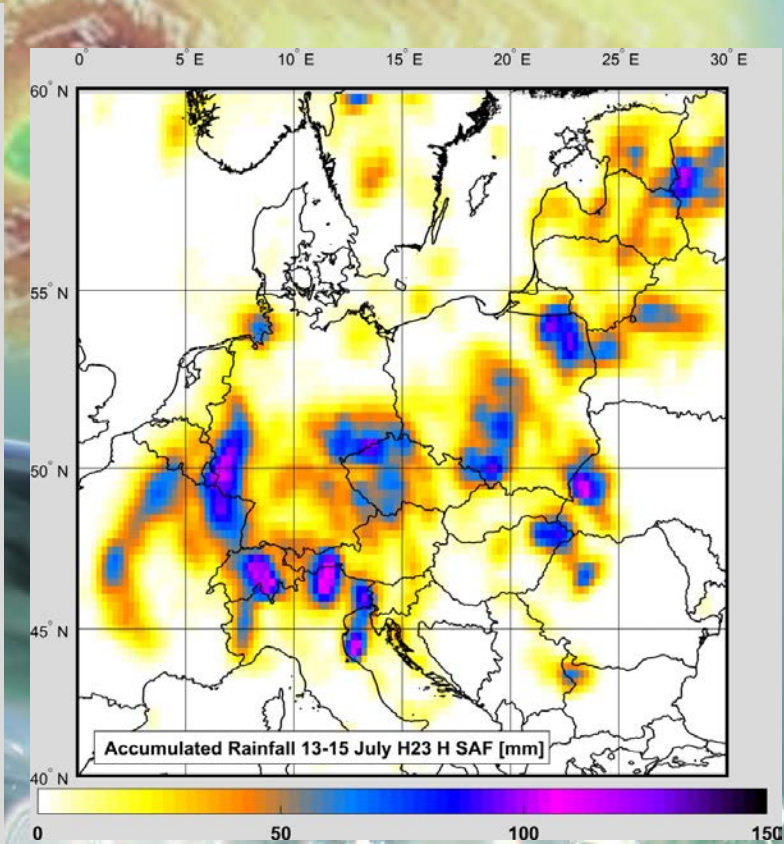 0° 5° E 10° E 15° E 20° E 25° E 30° E
60° N
55° N
50° N
45° N
40° N
Accumulated Rainfall 13-15 July H23 H SAF [mm]
0 50 100 150